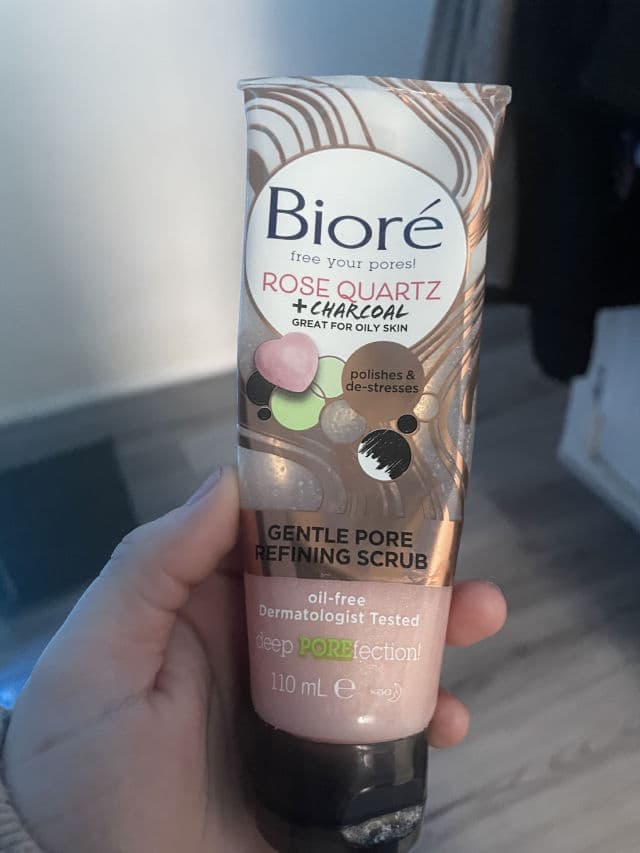 Bioré
free your pores!
ROSE QUARTZ
+CHARCOAL
GREAT FOR OILY SKIN
polishes &
de-stresses
GENTLE PORE
REFINING SCRUB
oil-free
Dermatologist Tested
deep POREfection!
110 mL ℮ Kao